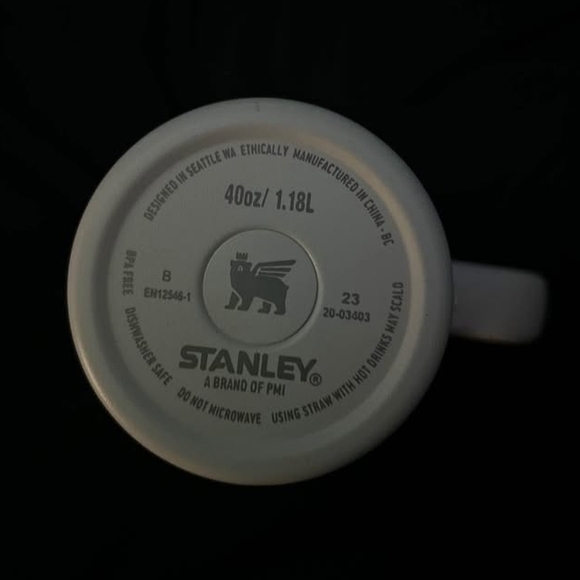 DESIGNED IN SEATTLE WA ETHICALLY MANUFACTURED IN CHINA - BC
40oz/ 1.18L
8
EN12546-1
23
20-03403
STANLEY®
A BRAND OF PMI
BPA FREE DISHWASHER SAFE DO NOT MICROWAVE USING STRAW WITH HOT DRINKS MAY SCALD